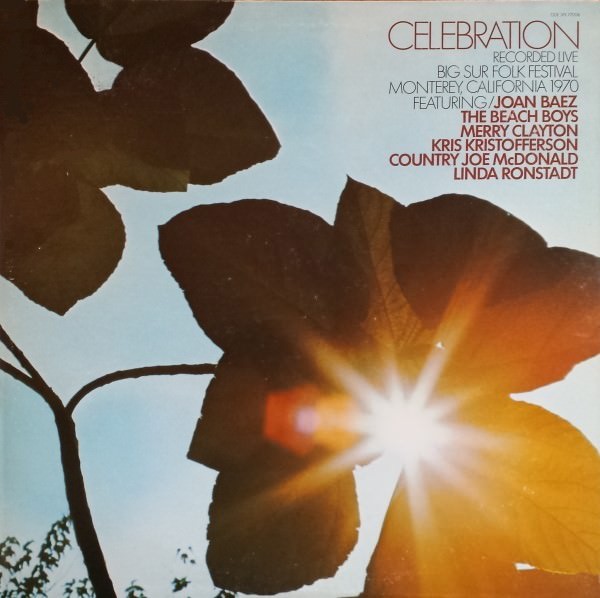 CELEBRATION
RECORDED LIVE
BIG SUR FOLK FESTIVAL
MONTEREY, CALIFORNIA 1970
FEATURING/JOAN BAEZ
THE BEACH BOYS
MERRY CLAYTON
KRIS KRISTOFFERSON
COUNTRY JOE McDONALD
LINDA RONSTADT